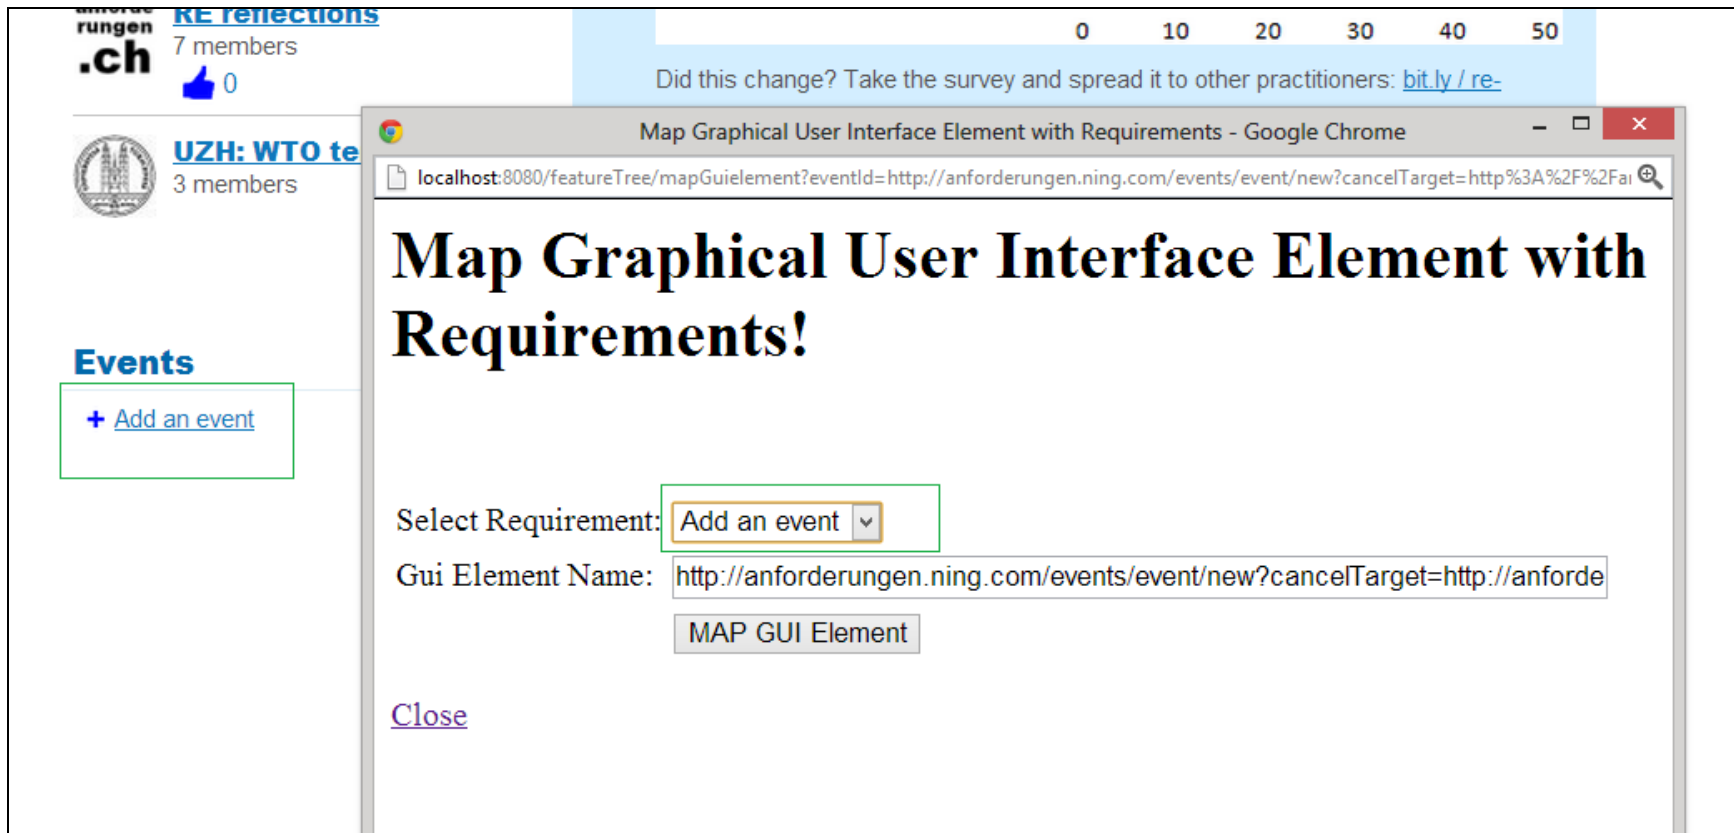 anforde
rungen
.ch
RE reflections
7 members
0
UZH: WTO te
3 members
Events
+ Add an event
0 10 20 30 40 50
Did this change? Take the survey and spread it to other practitioners: bit.ly / re-
Map Graphical User Interface Element with Requirements - Google Chrome
localhost:8080/featureTree/mapGuielement?eventId=http://anforderungen.ning.com/events/event/new?cancelTarget=http%3A%2F%2Fai
Map Graphical User Interface Element with
Requirements!
Select Requirement: Add an event
Gui Element Name: http://anforderungen.ning.com/events/event/new?cancelTarget=http://anforde
MAP GUI Element
Close